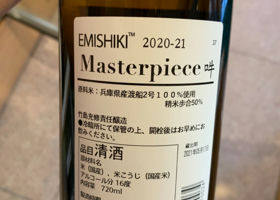 EMISHIKI™ 2020-21
Masterpiece
原料米：兵庫県産渡船2号100%使用
精米歩合50%
竹島充修責任醸造
●冷暗所にて保管の上、開栓後はお早めにお
飲みください。
品目 清酒
原材料名
米（国産）、米こうじ（国産米）
アルコール分 16度
内容量 720ml